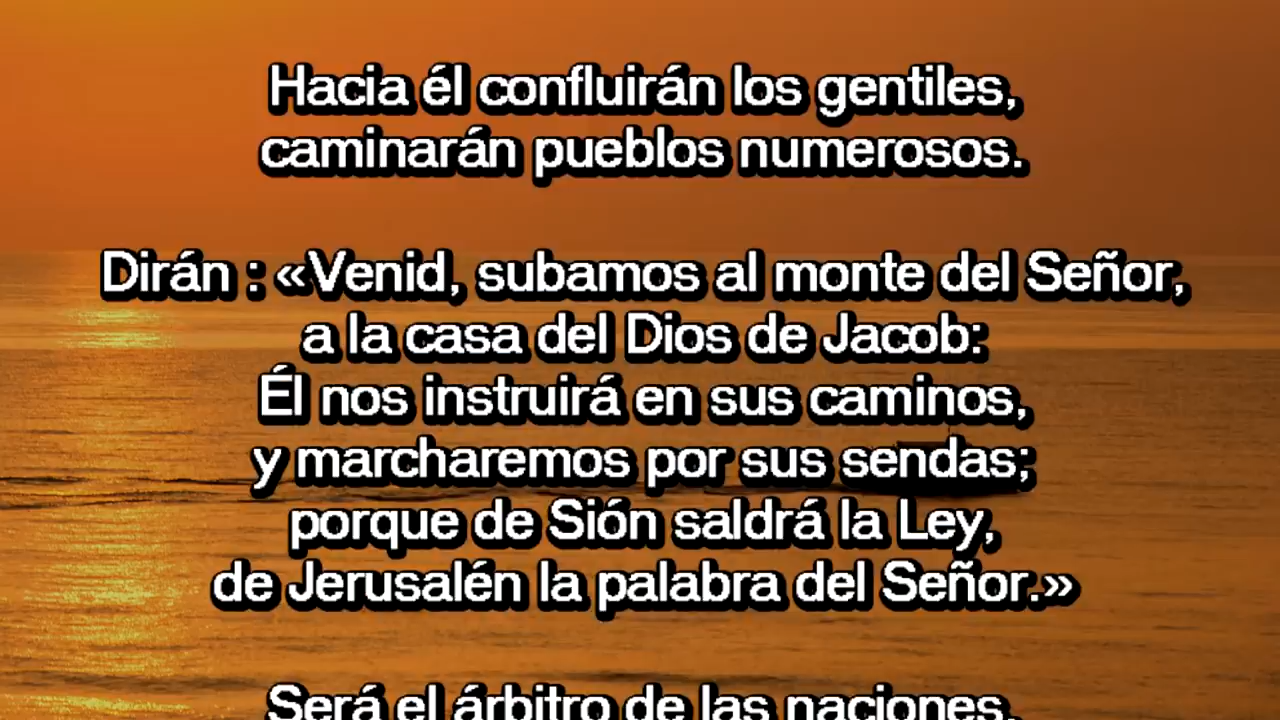 Hacia él confluirán los gentiles,
caminarán pueblos numerosos.
Dirán : «Venid, subamos al monte del Señor,
a la casa del Dios de Jacob:
Él nos instruirá en sus caminos,
y marcharemos por sus sendas;
porque de Sión saldrá la Ley,
de Jerusalén la palabra del Señor.»
Será el árbitro de las naciones,